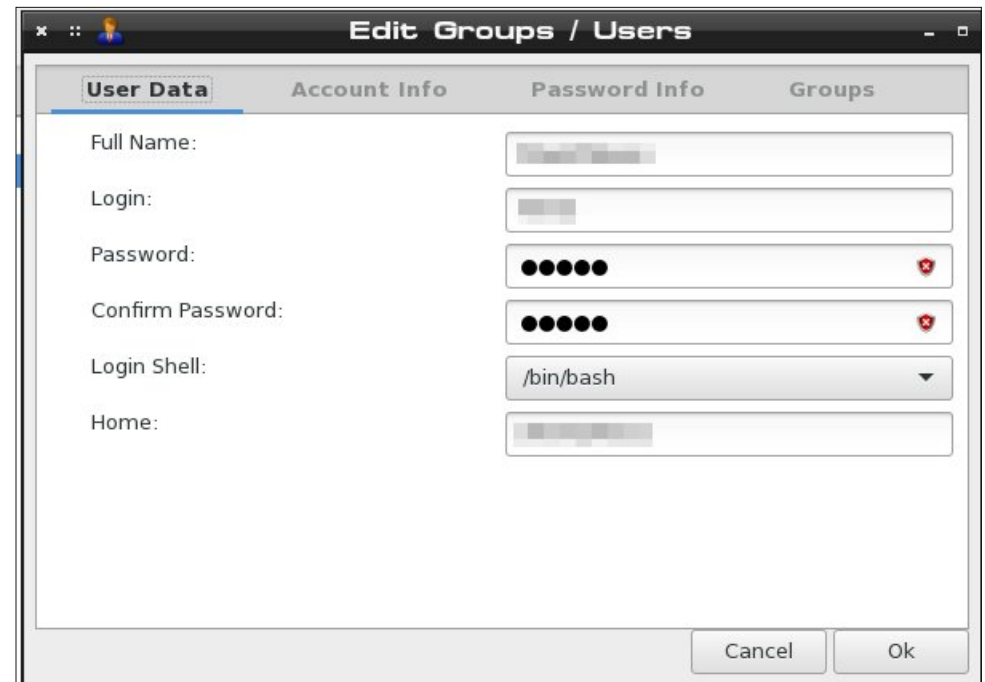 Edit Groups / Users
User Data Account Info Password Info Groups
Full Name:
Login:
Password:
●●●●●
Confirm Password:
●●●●●
Login Shell:
/bin/bash
Home:
Cancel Ok